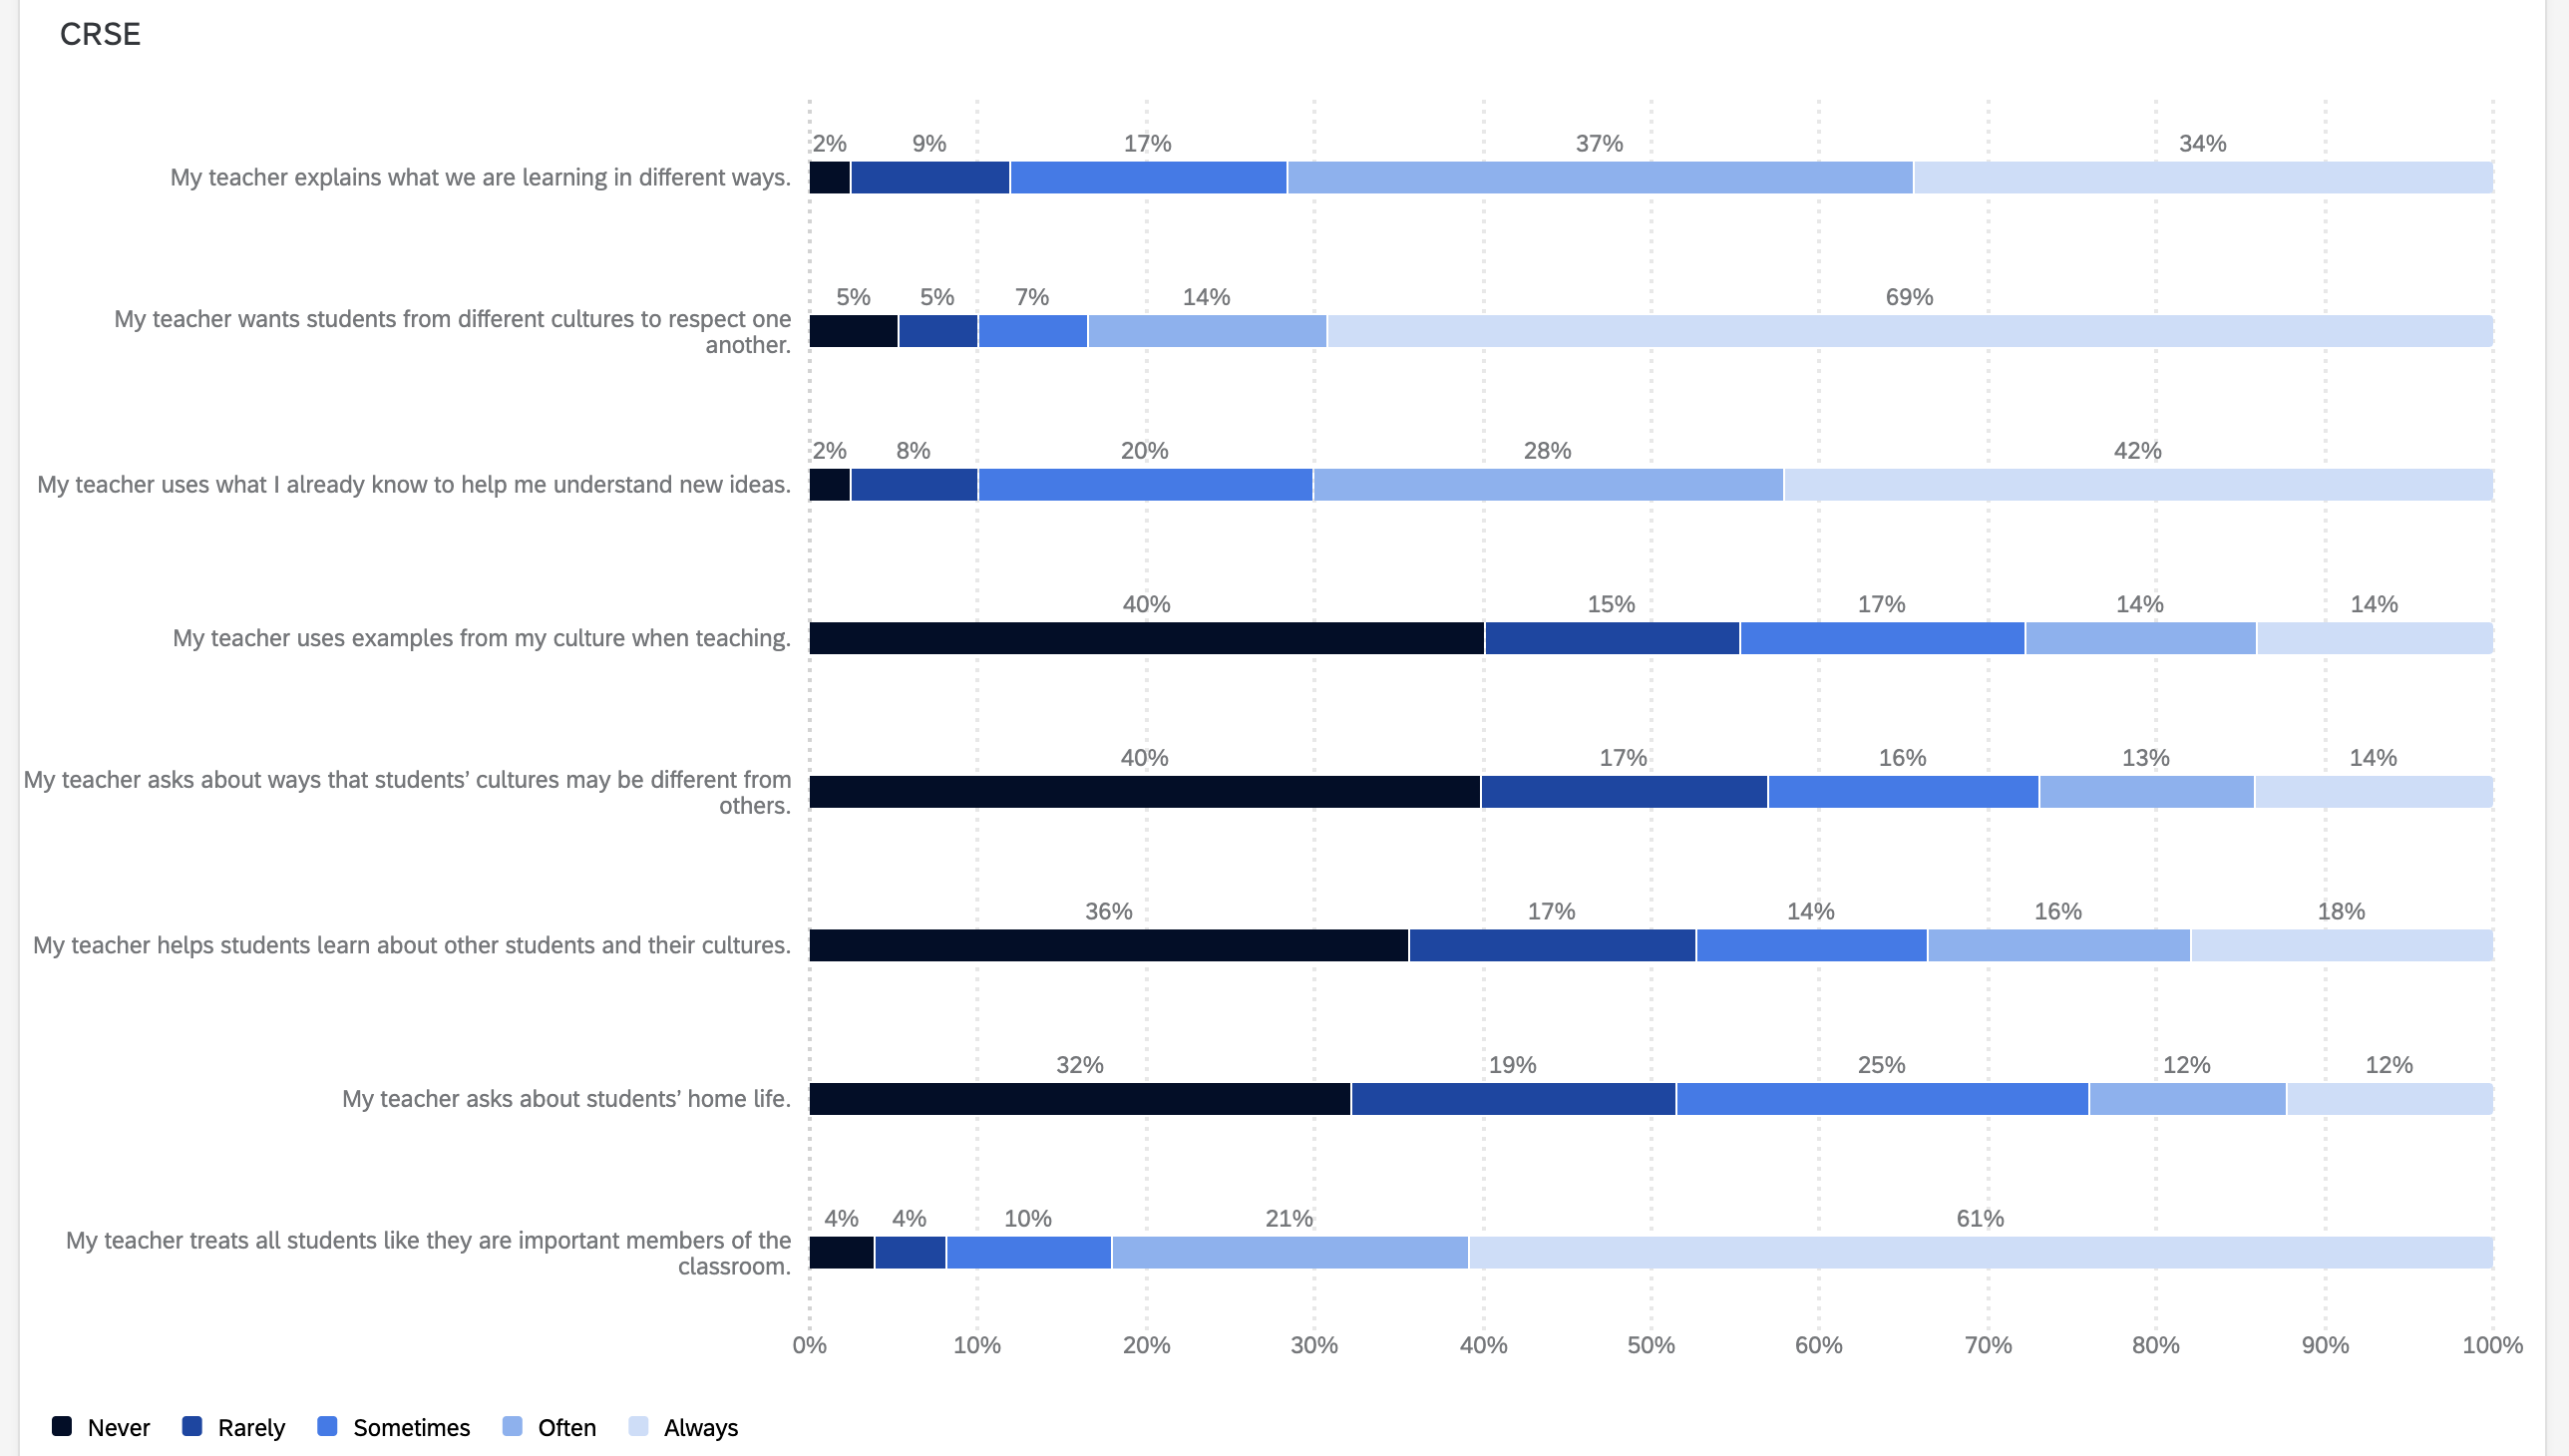 CRSE
2% 9% 17% 37% 34%
My teacher explains what we are learning in different ways.
5% 5% 7% 14% 69%
My teacher wants students from different cultures to respect one
another.
2% 8% 20% 28% 42%
My teacher uses what I already know to help me understand new ideas.
40% 15% 17% 14% 14%
My teacher uses examples from my culture when teaching.
40% 17% 16% 13% 14%
My teacher asks about ways that students’ cultures may be different from
others.
36% 17% 14% 16% 18%
My teacher helps students learn about other students and their cultures.
32% 19% 25% 12% 12%
My teacher asks about students’ home life.
4% 4% 10% 21% 61%
My teacher treats all students like they are important members of the
classroom.
0% 10% 20% 30% 40% 50% 60% 70% 80% 90% 100%
Never Rarely Sometimes Often Always